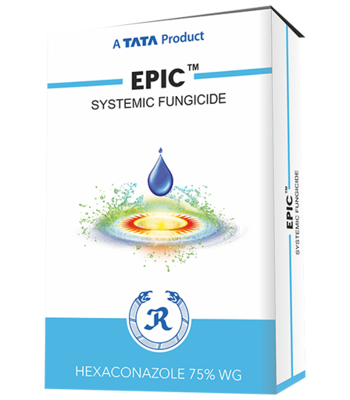 A TATA Product
EPIC™
SYSTEMIC FUNGICIDE
R
HEXACONAZOLE 75% WG
EPIC™
SYSTEMIC FUNGICIDE